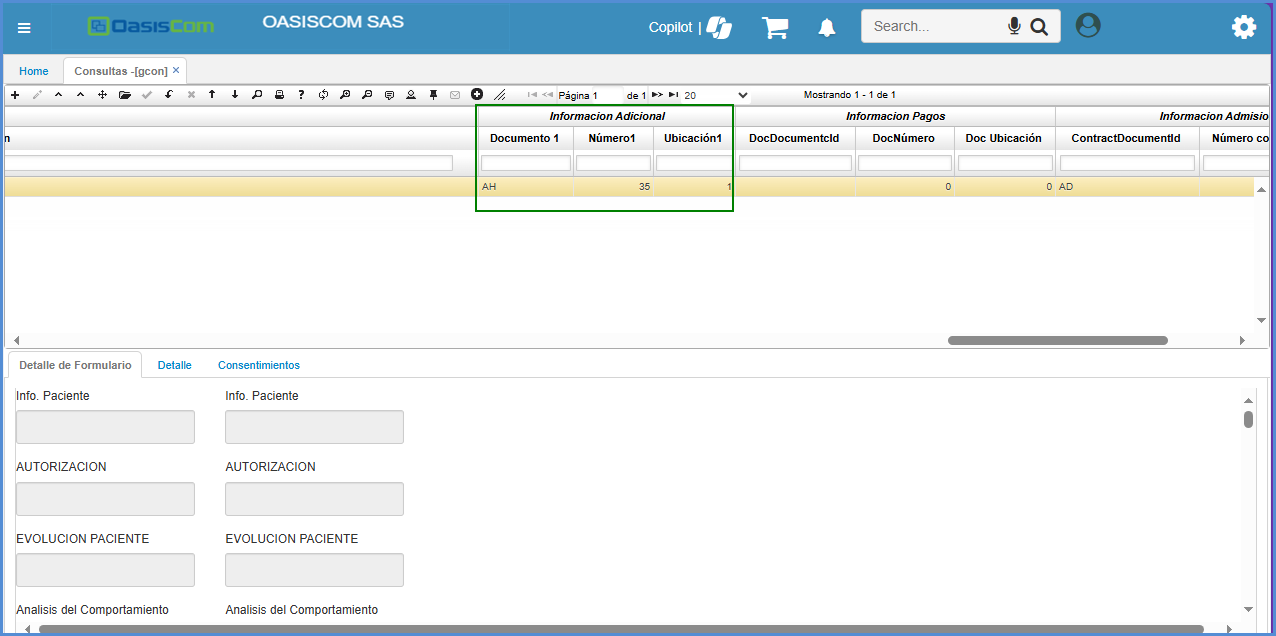 OasisCom
OASISCOM SAS
Copilot |
Search...
Home
Consultas -[gcon] ×
Página 1 de 1 20
Mostrando 1 - 1 de 1
Informacion Adicional Informacion Pagos Informacion Admisio
n Documento 1 Número1 Ubicación1 DocDocumentcId DocNúmero Doc Ubicación ContractDocumentId Número co
AH 35 1 0 0 AD
Detalle de Formulario Detalle Consentimientos
Info. Paciente Info. Paciente
AUTORIZACION AUTORIZACION
EVOLUCION PACIENTE EVOLUCION PACIENTE
Analisis del Comportamiento Analisis del Comportamiento